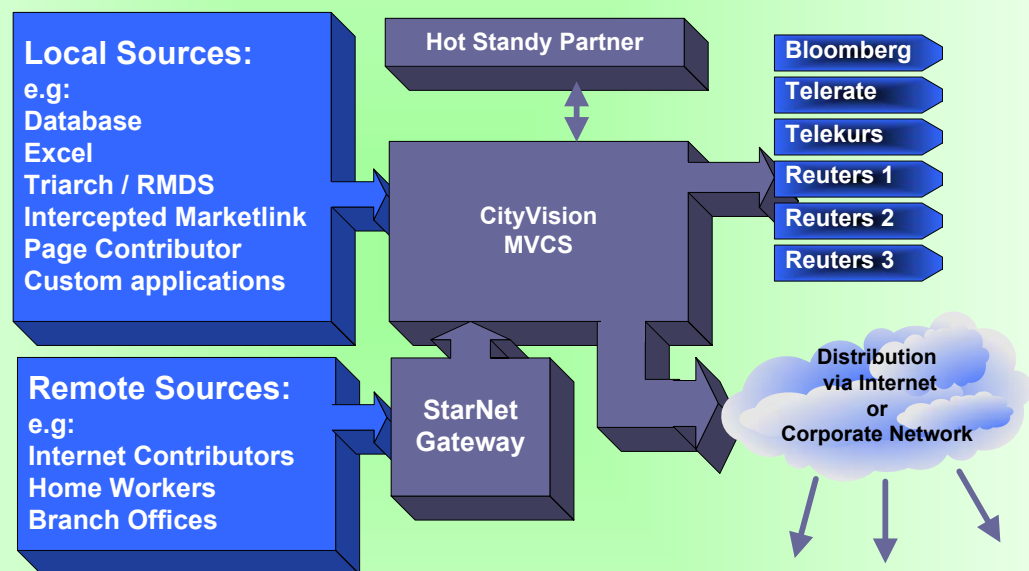 Local Sources:
e.g:
Database
Excel
Triarch / RMDS
Intercepted Marketlink
Page Contributor
Custom applications
Remote Sources:
e.g:
Internet Contributors
Home Workers
Branch Offices
Hot Standy Partner
CityVision
MVCS
StarNet
Gateway
Bloomberg
Telerate
Telekurs
Reuters 1
Reuters 2
Reuters 3
Distribution
via Internet
or
Corporate Network